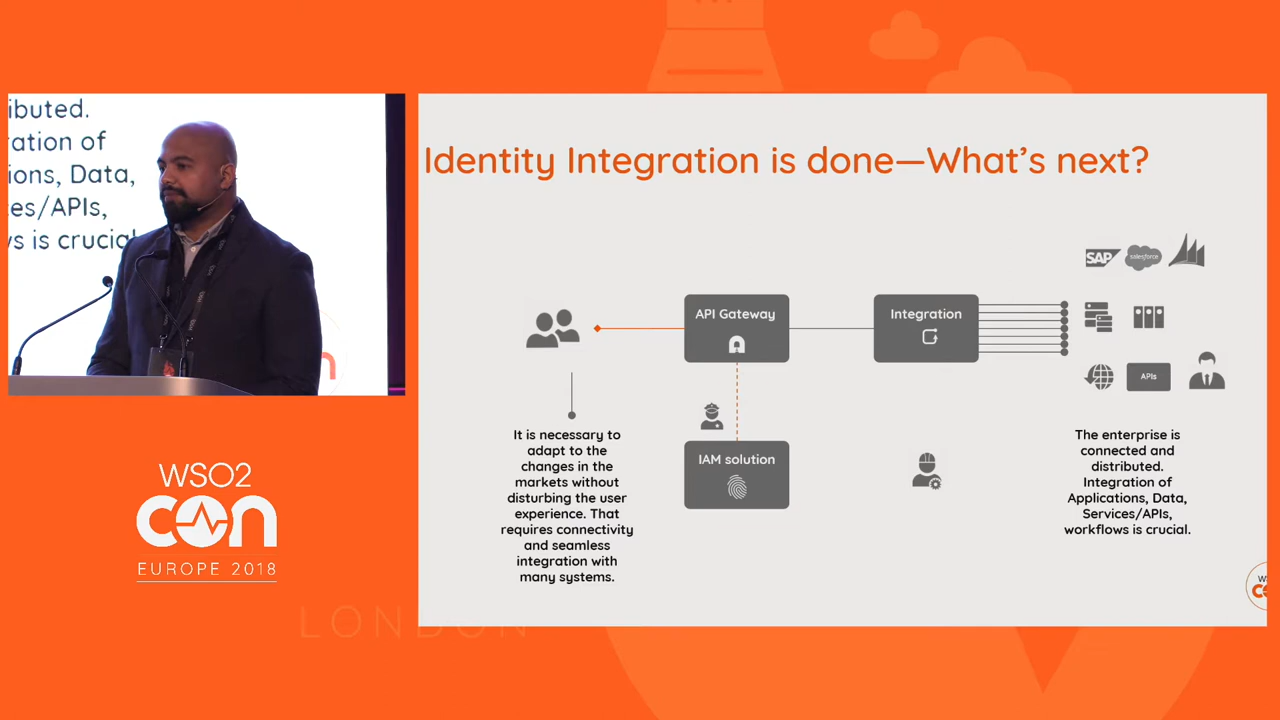 ibuted.
ration of
ions, Data,
es/APIs,
vs is crucial
Identity Integration is done—What's next?
SAP
salesforce
API Gateway
Integration
APIs
IAM solution
It is necessary to
adapt to the
changes in the
markets without
disturbing the user
experience. That
requires connectivity
and seamless
integration with
many systems.
The enterprise is
connected and
distributed.
Integration of
Applications, Data,
Services/APIs,
workflows is crucial.
WSO2
CON
EUROPE 2018
LONDON
WS
CO